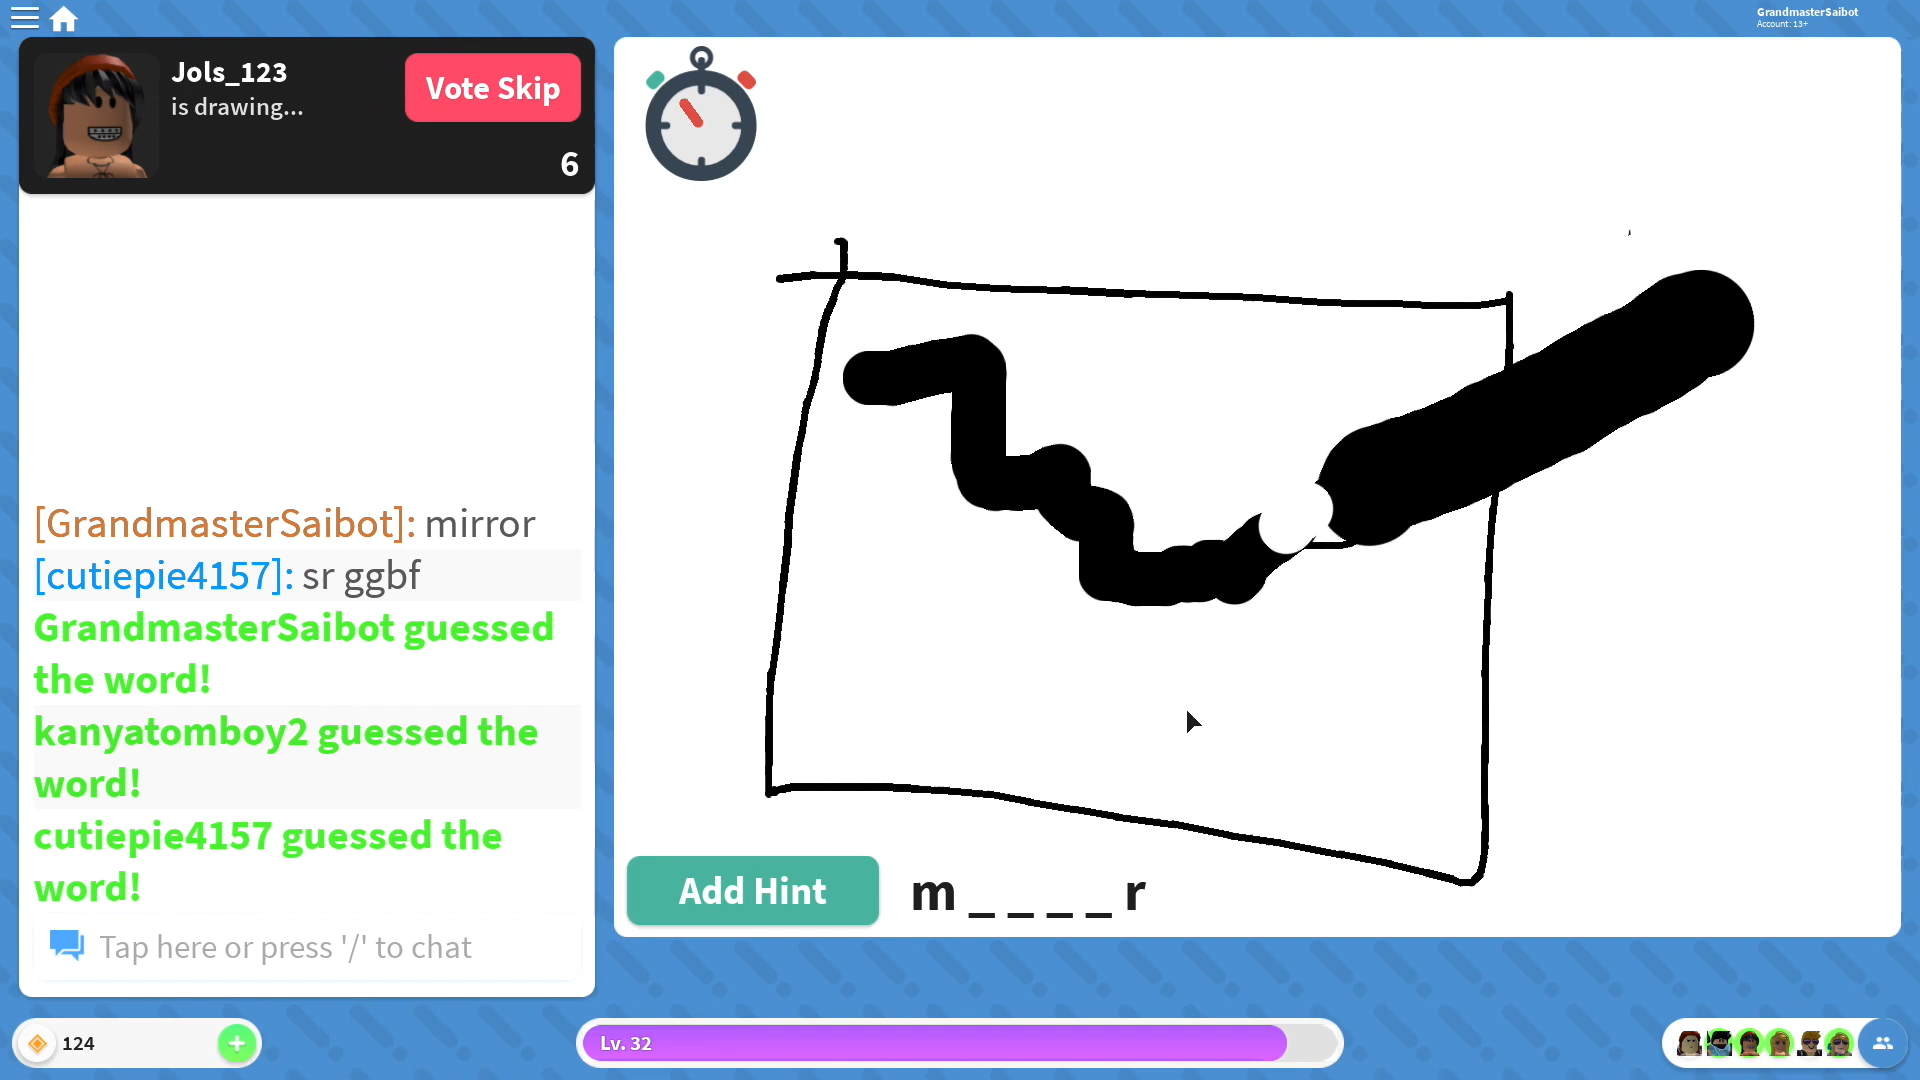 GrandmasterSaibot
Account: 13+
Jols_123
is drawing...
Vote Skip
6
[GrandmasterSaibot]: mirror
[cutiepie4157]: sr ggbf
GrandmasterSaibot guessed
the word!
kanyatomboy2 guessed the
word!
cutiepie4157 guessed the
word!
Tap here or press '/' to chat
Add Hint
m _ _ _ _ r
124
Lv. 32